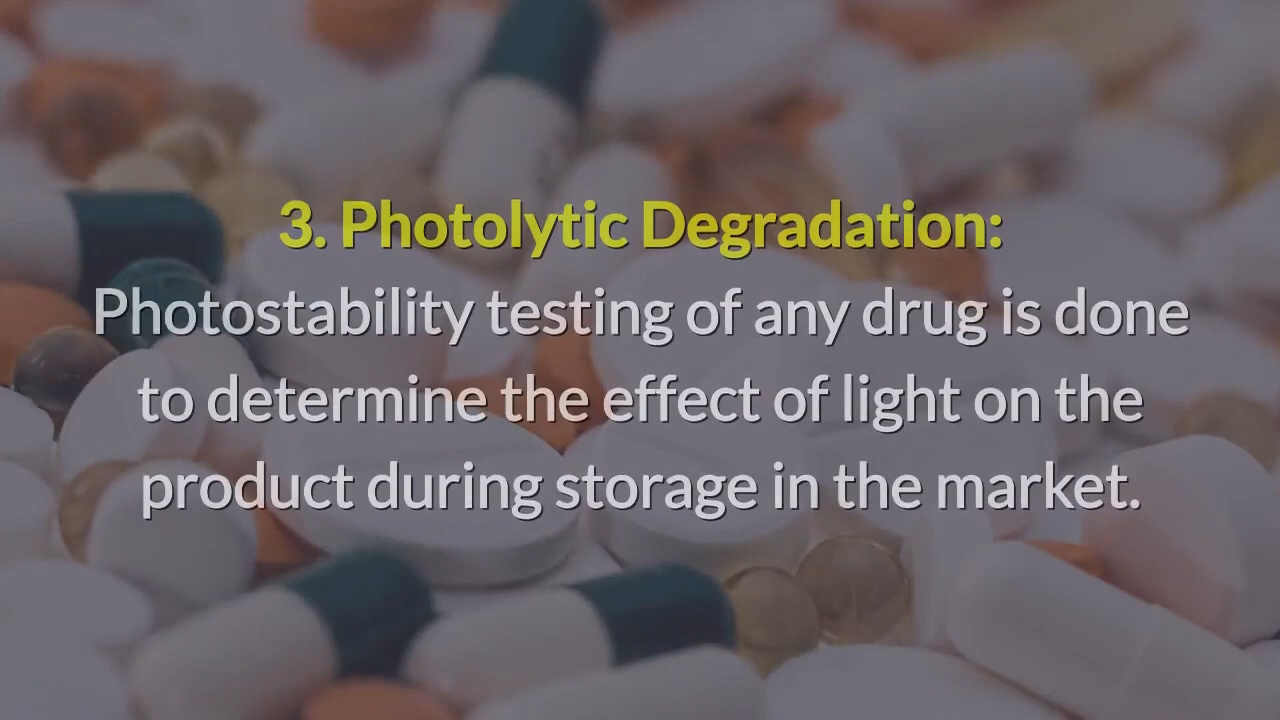 3. Photolytic Degradation:
Photostability testing of any drug is done
to determine the effect of light on the
product during storage in the market.